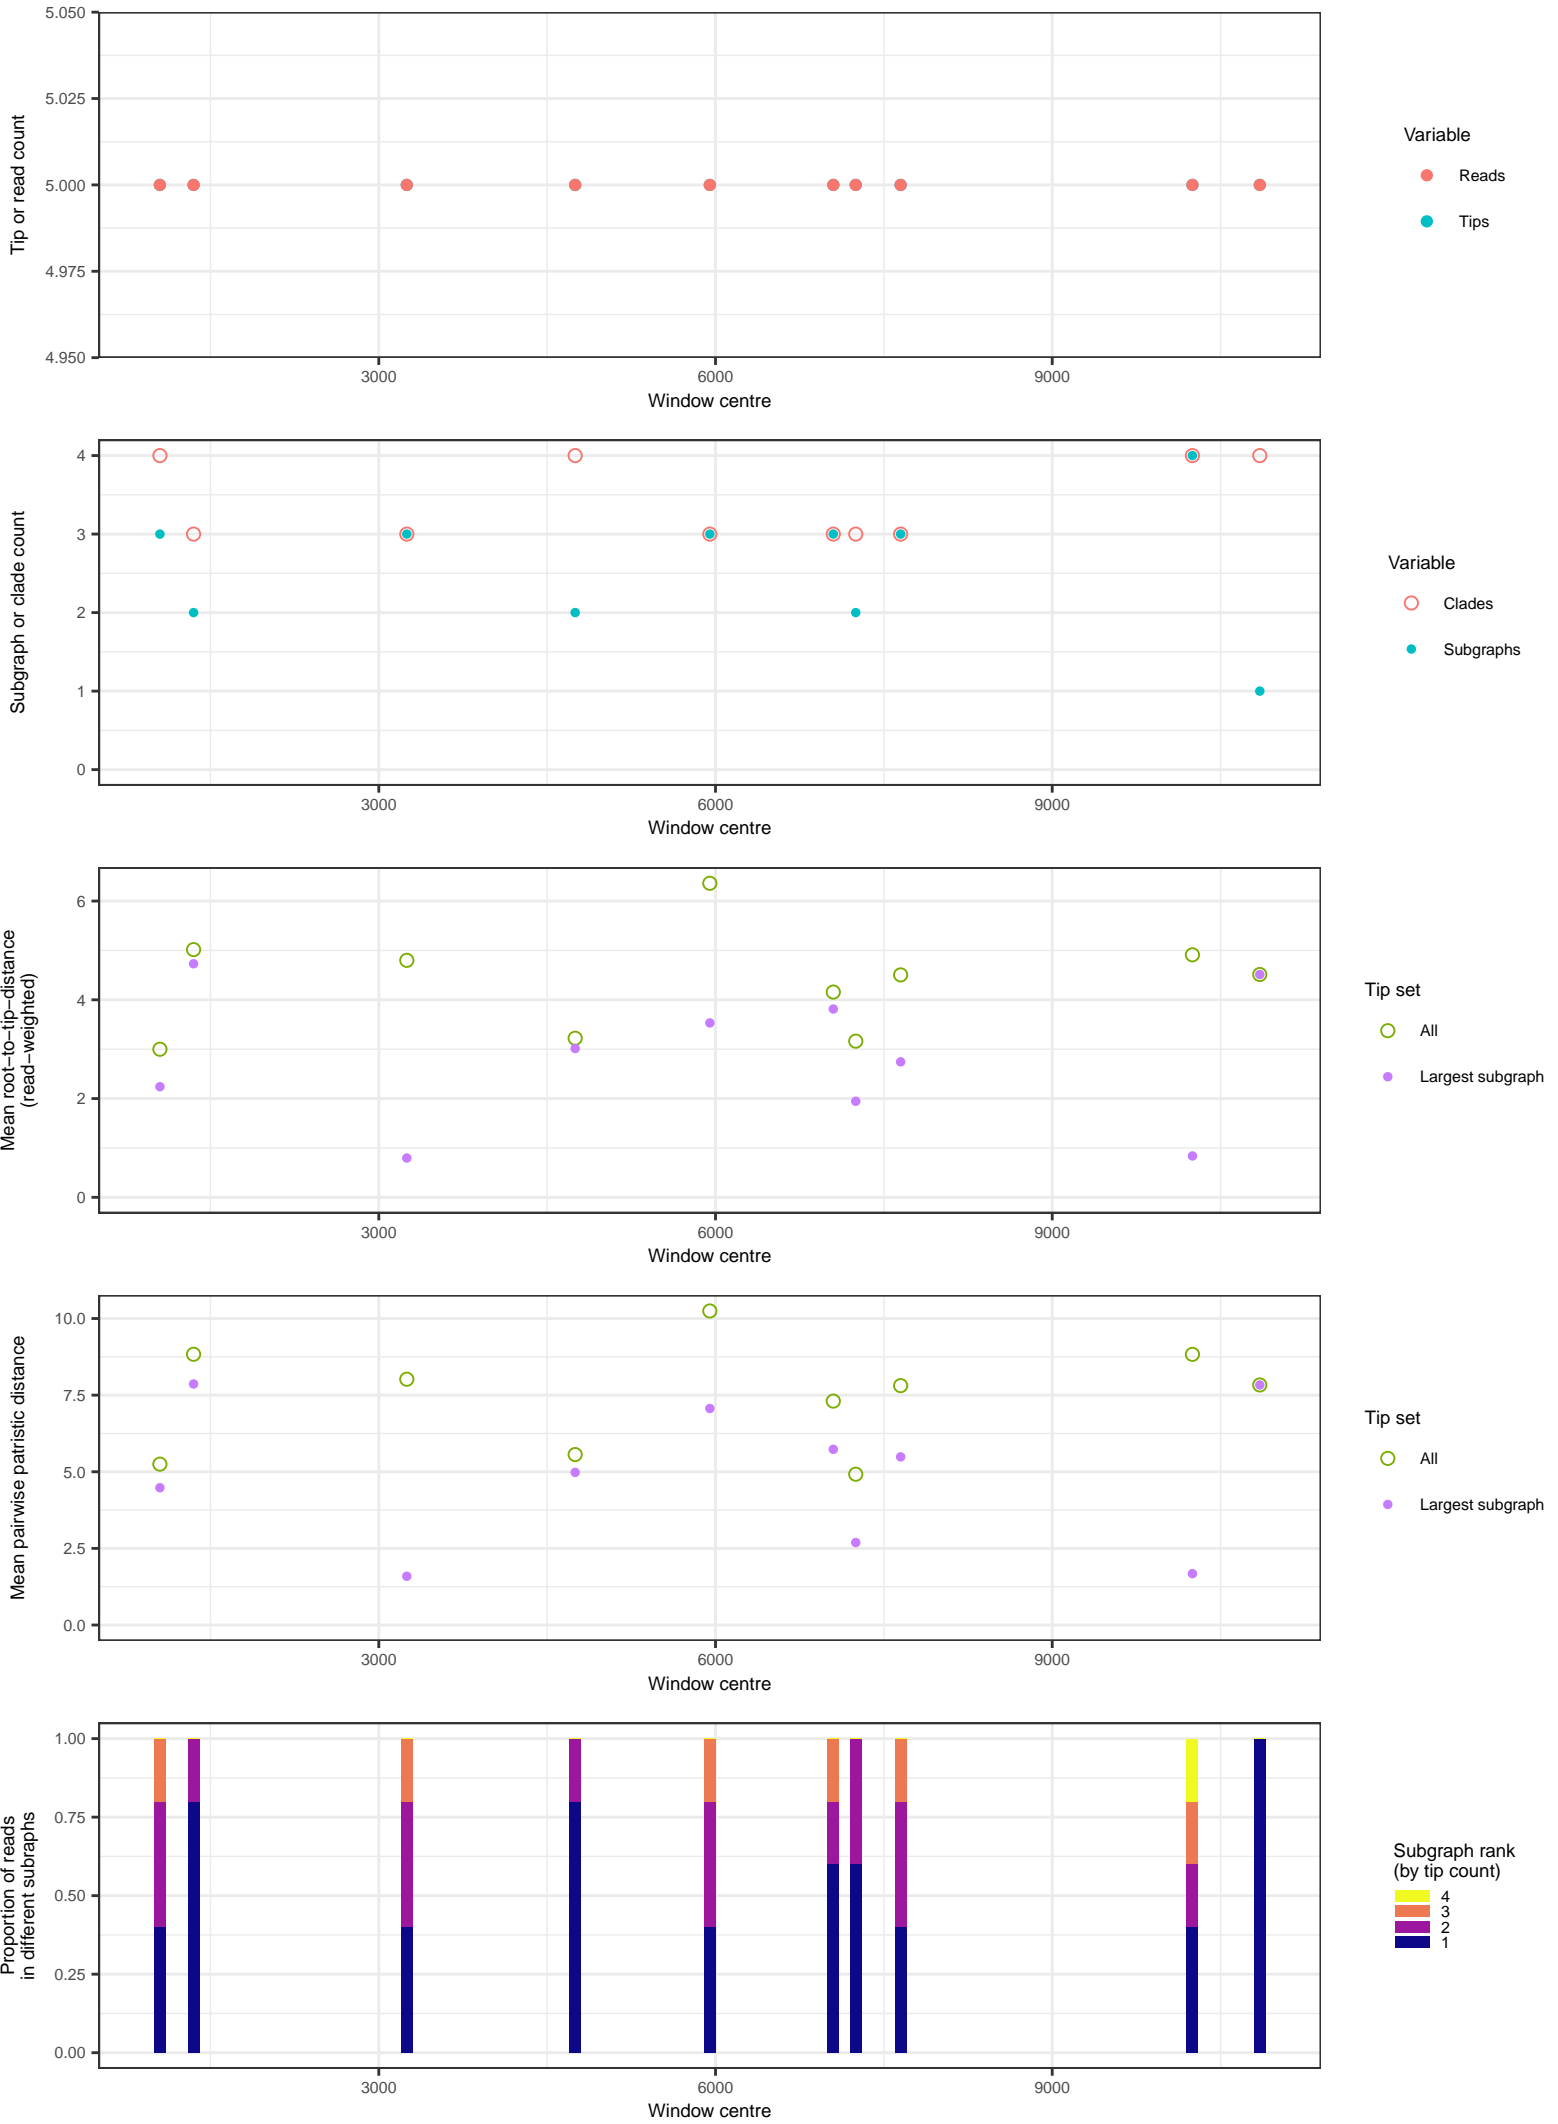 5.050
5.025
5.000
4.975
4.950
Tip or read count
3000 6000 9000
Window centre
Variable
Reads
Tips
4
3
2
1
0
Subgraph or clade count
3000 6000 9000
Window centre
Variable
Clades
Subgraphs
6
4
2
0
Mean root−to−tip−distance
(read−weighted)
3000 6000 9000
Window centre
Tip set
All
Largest subgraph
10.0
7.5
5.0
2.5
0.0
Mean pairwise patristic distance
3000 6000 9000
Window centre
Tip set
All
Largest subgraph
1.00
0.75
0.50
0.25
0.00
Proportion of reads
in different subraphs
3000 6000 9000
Window centre
Subgraph rank
(by tip count)
4
3
2
1